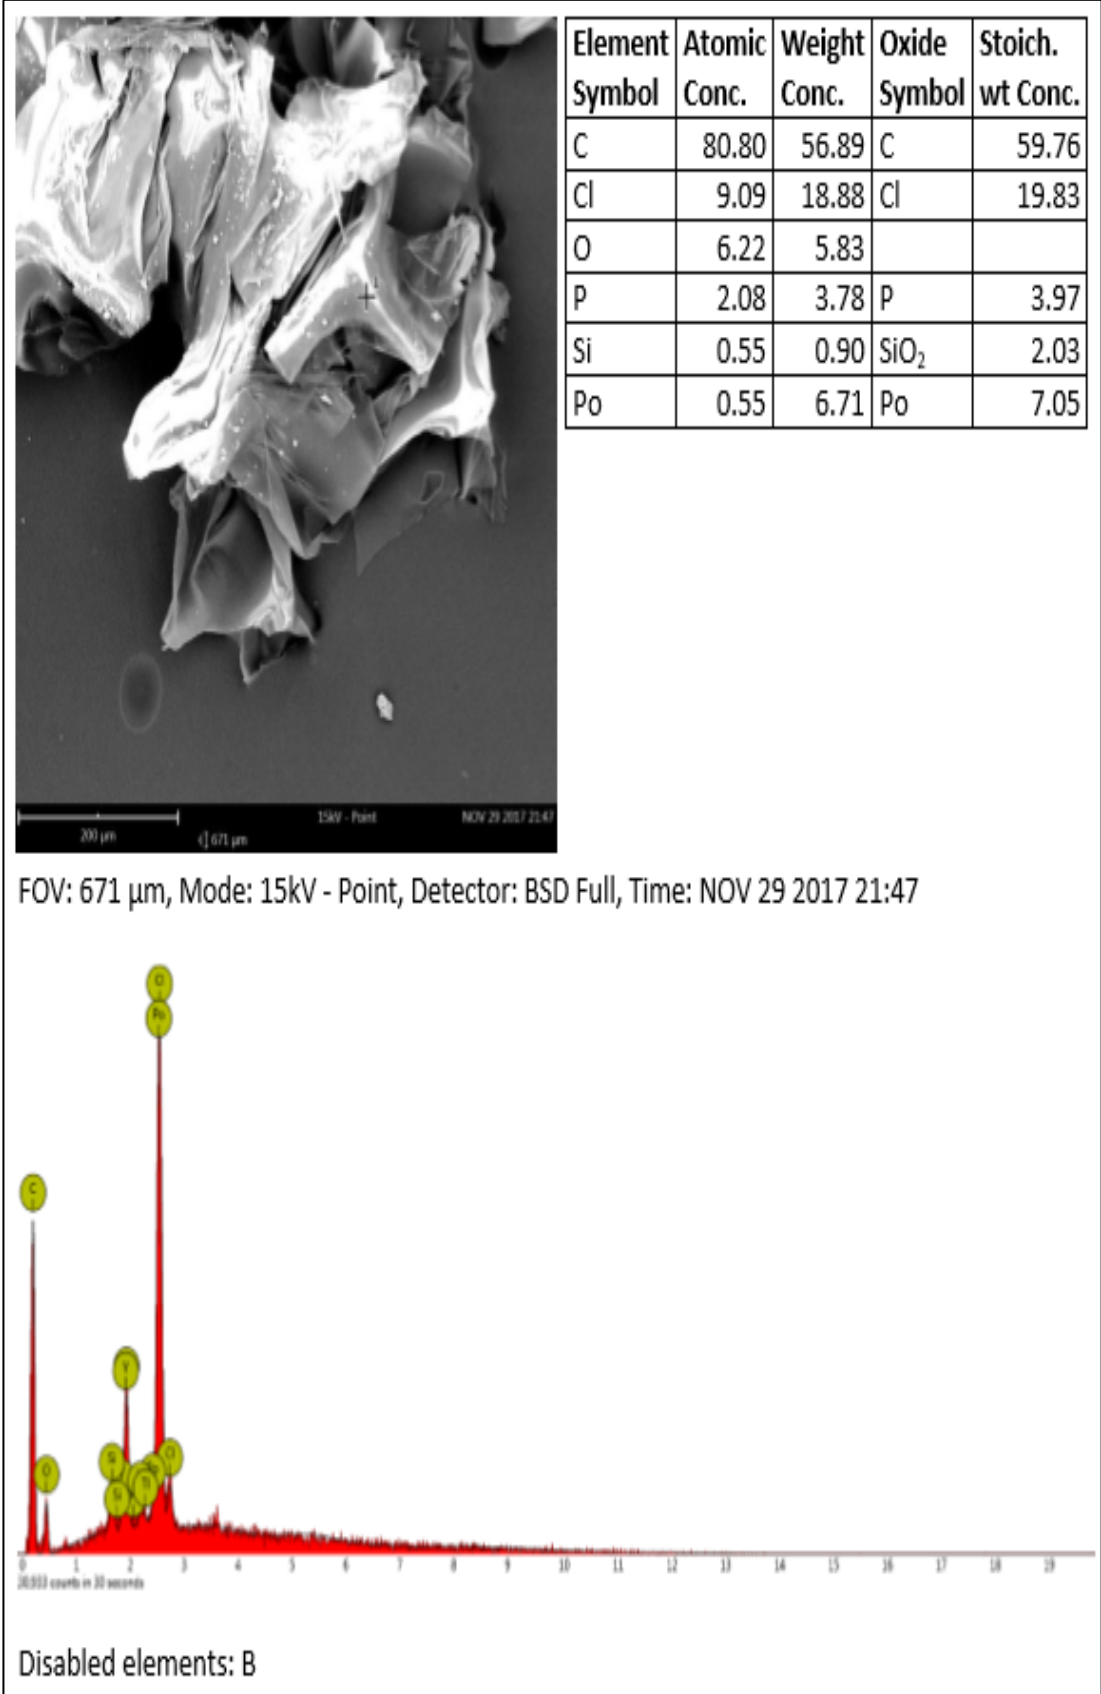 Element Symbol Atomic Conc. Weight Conc. Oxide Symbol Stoich. wt Conc.
C 80.80 56.89 C 59.76
Cl 9.09 18.88 Cl 19.83
O 6.22 5.83
P 2.08 3.78 P 3.97
Si 0.55 0.90 SiO₂ 2.03
Po 0.55 6.71 Po 7.05
200 µm
671 µm
15kV - Point
NOV 29 2017 21:47
FOV: 671 µm, Mode: 15kV - Point, Detector: BSD Full, Time: NOV 29 2017 21:47
Cl
Po
C
Si
O
Cl
Si
0 1 2 3 4 5 6 7 8 9 10 11 12 13 14 15 16 17 18 19
counts in 30 seconds
Disabled elements: B